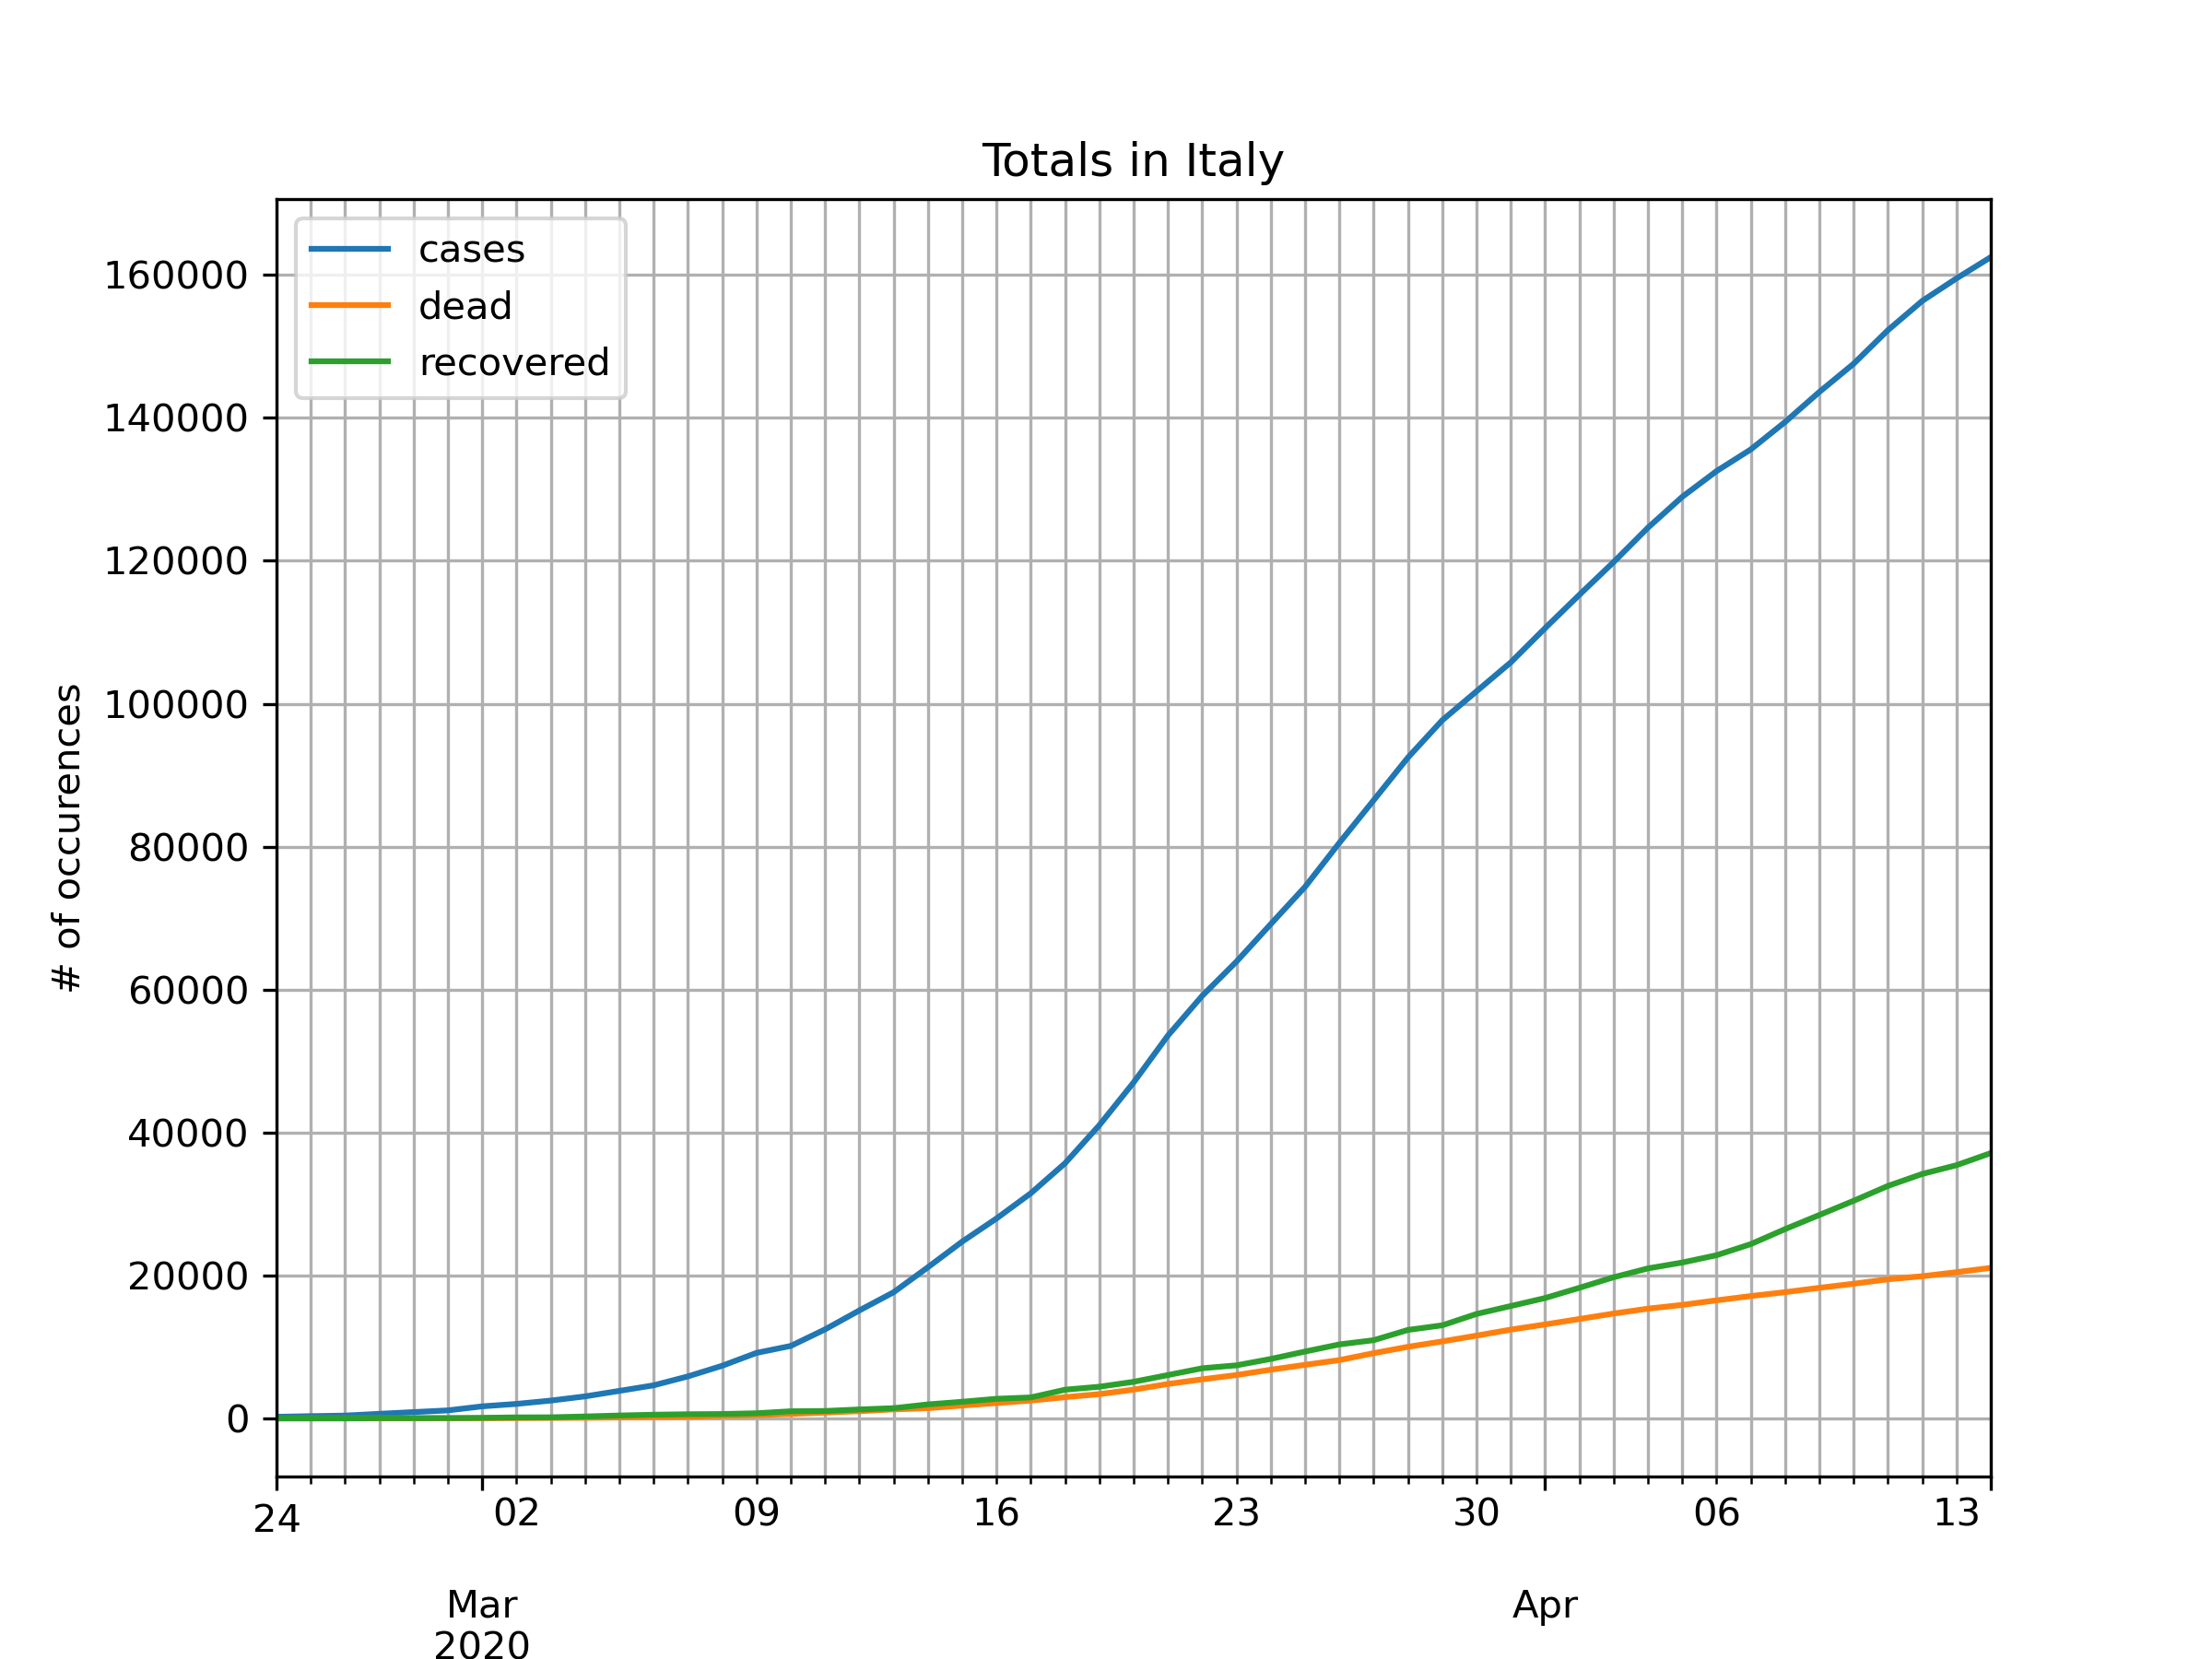 Totals in Italy
cases
dead
recovered
160000
140000
120000
100000
80000
60000
40000
20000
0
# of occurences
24 02 09 16 23 30 06 13
Mar Apr
2020